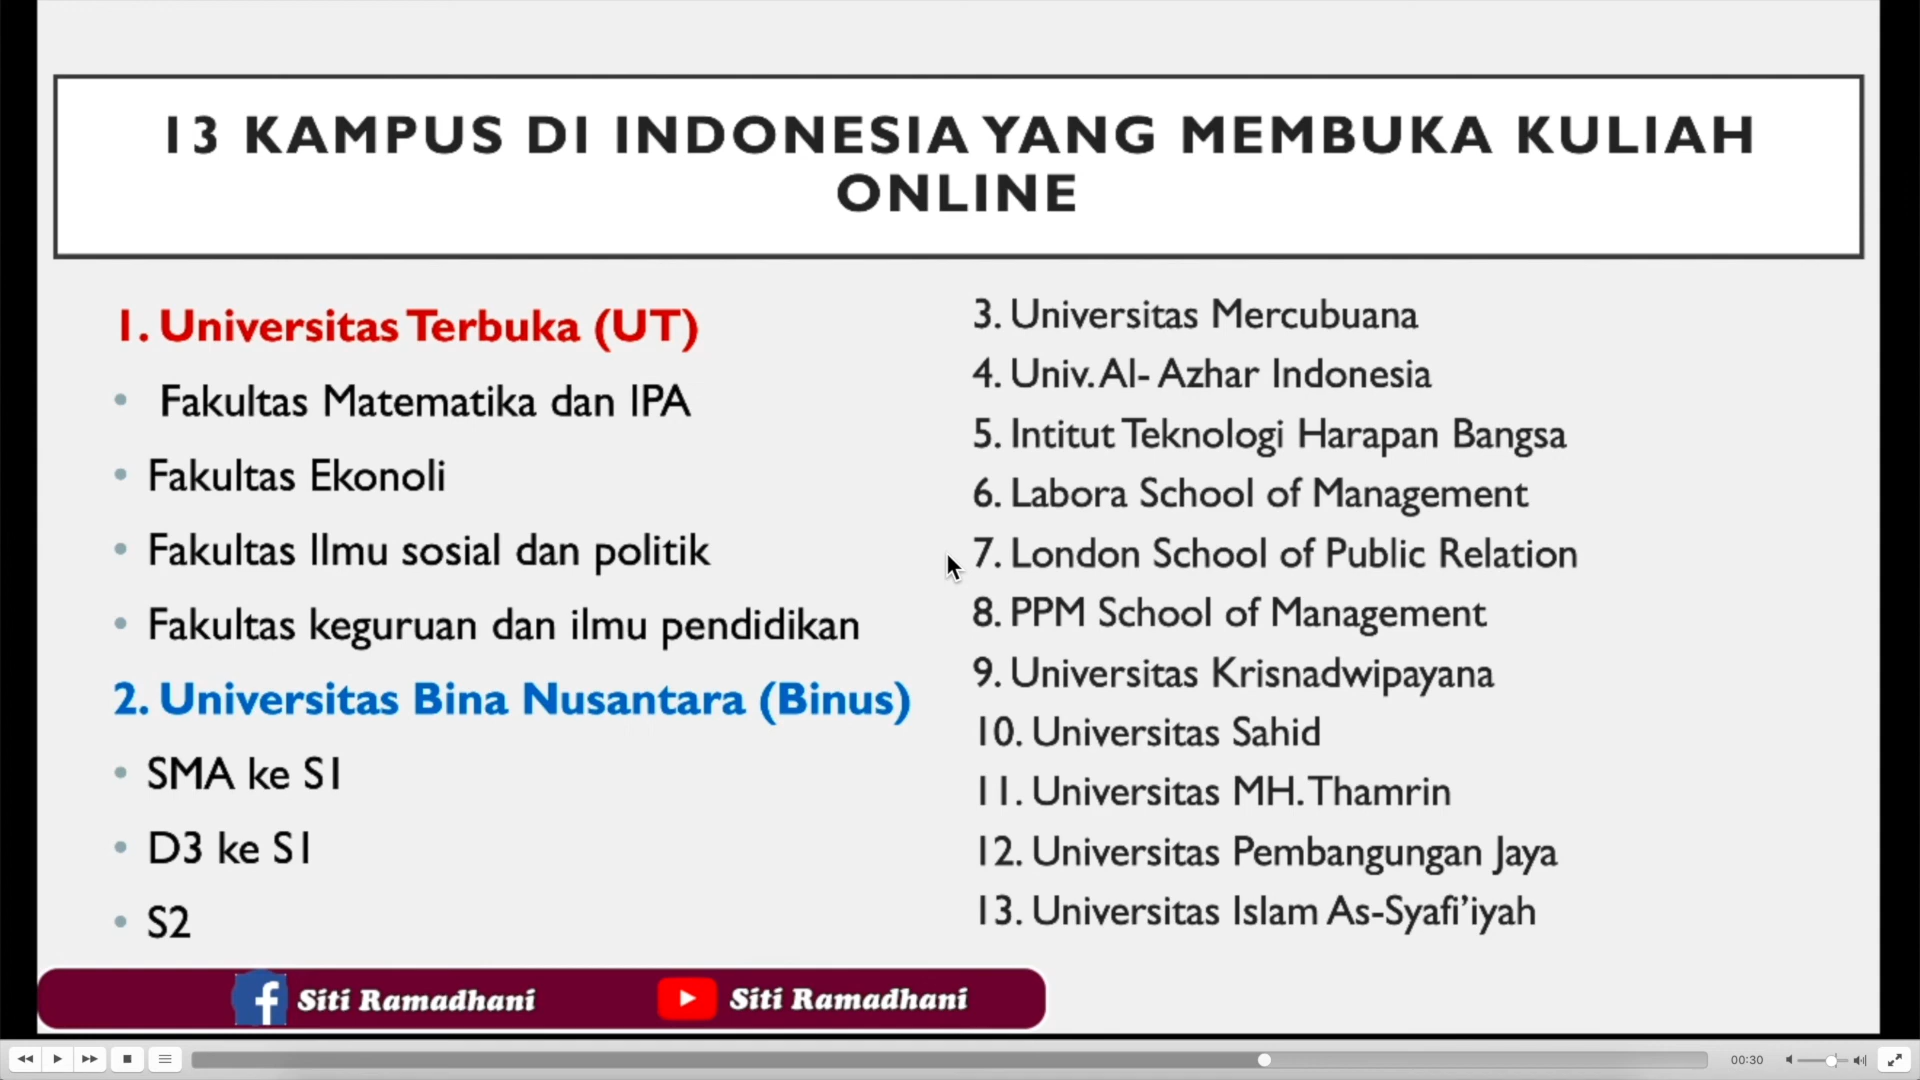 13 KAMPUS DI INDONESIA YANG MEMBUKA KULIAH
ONLINE
1. Universitas Terbuka (UT)
• Fakultas Matematika dan IPA
• Fakultas Ekonoli
• Fakultas Ilmu sosial dan politik
• Fakultas keguruan dan ilmu pendidikan
2. Universitas Bina Nusantara (Binus)
• SMA ke S1
• D3 ke S1
• S2
3. Universitas Mercubuana
4. Univ. Al- Azhar Indonesia
5. Intitut Teknologi Harapan Bangsa
6. Labora School of Management
7. London School of Public Relation
8. PPM School of Management
9. Universitas Krisnadwipayana
10. Universitas Sahid
11. Universitas MH. Thamrin
12. Universitas Pembangungan Jaya
13. Universitas Islam As-Syafi’iyah
f Siti Ramadhani
Siti Ramadhani
00:30